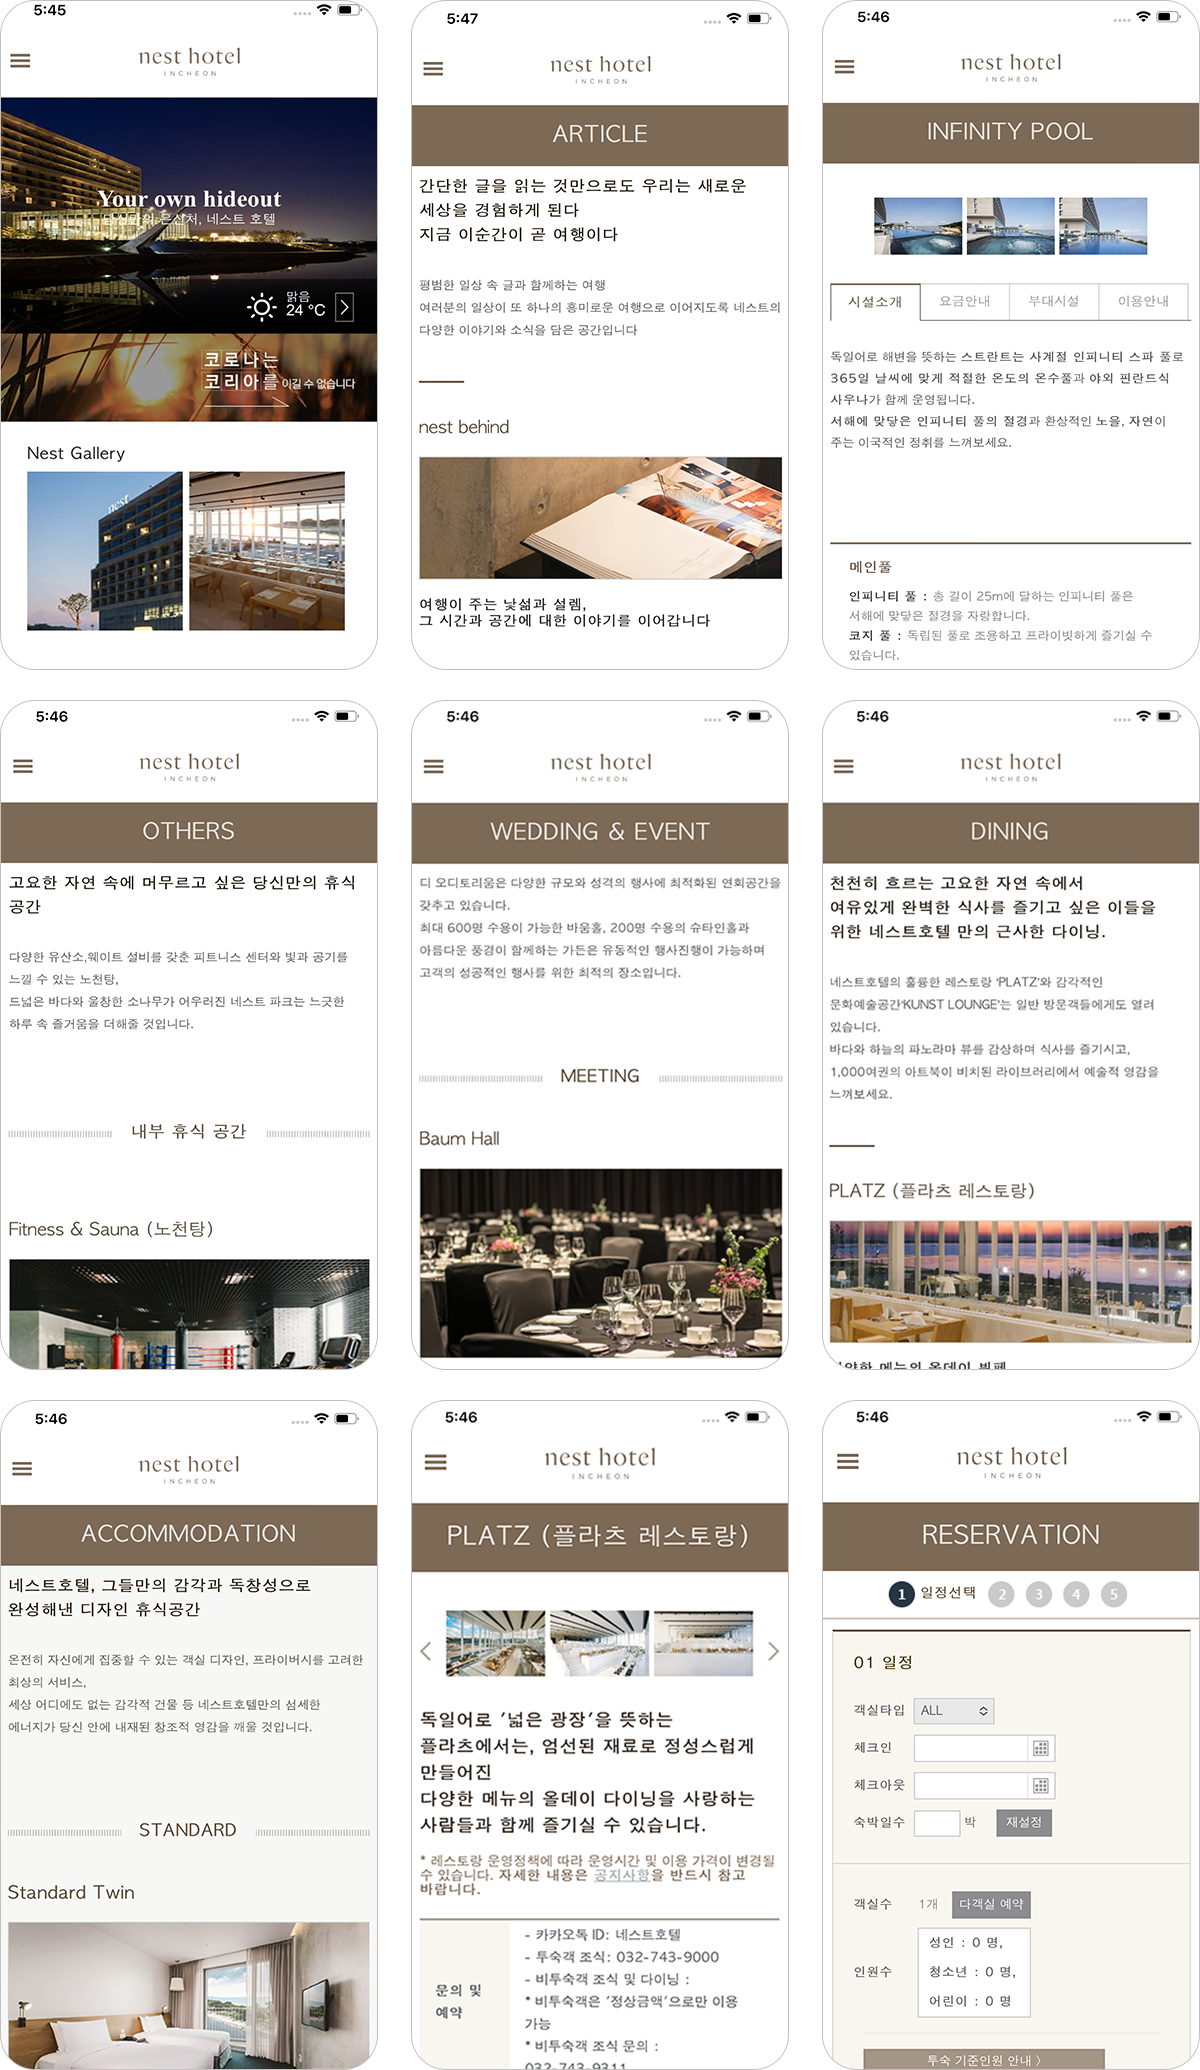 5:45
nest hotel
INCHEON
Your own hideout
당신만의 은신처, 네스트 호텔
맑음
24 °C
코로나는
코리아를 이길 수 없습니다
Nest Gallery
nest
5:47
nest hotel
INCHEON
ARTICLE
간단한 글을 읽는 것만으로도 우리는 새로운
세상을 경험하게 된다
지금 이순간이 곧 여행이다
평범한 일상 속 글과 함께하는 여행
여러분의 일상이 또 하나의 흥미로운 여행으로 이어지도록 네스트의
다양한 이야기와 소식을 담은 공간입니다
nest behind
여행이 주는 낯섦과 설렘,
그 시간과 공간에 대한 이야기를 이어갑니다
5:46
nest hotel
INCHEON
INFINITY POOL
시설소개 요금안내 부대시설 이용안내
독일어로 해변을 뜻하는 스트란트는 사계절 인피니티 스파 풀로
365일 날씨에 맞게 적절한 온도의 온수풀과 야외 핀란드식
사우나가 함께 운영됩니다.
서해에 맞닿은 인피니티 풀의 절경과 환상적인 노을, 자연이
주는 이국적인 정취를 느껴보세요.
메인풀
인피니티 풀 : 총 길이 25m에 달하는 인피니티 풀은
서해에 맞닿은 절경을 자랑합니다.
코지 풀 : 독립된 풀로 조용하고 프라이빗하게 즐기실 수
있습니다.
5:46
nest hotel
INCHEON
OTHERS
고요한 자연 속에 머무르고 싶은 당신만의 휴식
공간
다양한 유산소,웨이트 설비를 갖춘 피트니스 센터와 빛과 공기를
느낄 수 있는 노천탕,
드넓은 바다와 울창한 소나무가 어우러진 네스트 파크는 느긋한
하루 속 즐거움을 더해줄 것입니다.
내부 휴식 공간
Fitness & Sauna (노천탕)
5:46
nest hotel
INCHEON
WEDDING & EVENT
디 오디토리움은 다양한 규모와 성격의 행사에 최적화된 연회공간을
갖추고 있습니다.
최대 600명 수용이 가능한 바움홀, 200명 수용의 슈타인홀과
아름다운 풍경이 함께하는 가든은 유동적인 행사진행이 가능하며
고객의 성공적인 행사를 위한 최적의 장소입니다.
MEETING
Baum Hall
5:46
nest hotel
INCHEON
DINING
천천히 흐르는 고요한 자연 속에서
여유있게 완벽한 식사를 즐기고 싶은 이들을
위한 네스트호텔 만의 근사한 다이닝.
네스트호텔의 훌륭한 레스토랑 ‘PLATZ’와 감각적인
문화예술공간‘KUNST LOUNGE’는 일반 방문객들에게도 열려
있습니다.
바다와 하늘의 파노라마 뷰를 감상하며 식사를 즐기시고,
1,000여권의 아트북이 비치된 라이브러리에서 예술적 영감을
느껴보세요.
PLATZ (플라츠 레스토랑)
다양한 메뉴의 올데이 뷔페
5:46
nest hotel
INCHEON
ACCOMMODATION
네스트호텔, 그들만의 감각과 독창성으로
완성해낸 디자인 휴식공간
온전히 자신에게 집중할 수 있는 객실 디자인, 프라이버시를 고려한
최상의 서비스,
세상 어디에도 없는 감각적 건물 등 네스트호텔만의 섬세한
에너지가 당신 안에 내재된 창조적 영감을 깨울 것입니다.
STANDARD
Standard Twin
5:46
nest hotel
INCHEON
PLATZ (플라츠 레스토랑)
독일어로 ‘넓은 광장’을 뜻하는
플라츠에서는, 엄선된 재료로 정성스럽게
만들어진
다양한 메뉴의 올데이 다이닝을 사랑하는
사람들과 함께 즐기실 수 있습니다.
* 레스토랑 운영정책에 따라 운영시간 및 이용 가격이 변경될
수 있습니다. 자세한 내용은 공지사항을 반드시 참고
바랍니다.
문의 및
예약
- 카카오톡 ID: 네스트호텔
- 투숙객 조식: 032-743-9000
- 비투숙객 조식 및 다이닝 :
* 비투숙객은 ‘정상금액’으로만 이용
가능
* 비투숙객 조식 문의 :
032-743-9311
5:46
nest hotel
INCHEON
RESERVATION
1 일정선택 2 3 4 5
01 일정
객실타입 ALL
체크인
체크아웃
숙박일수 박 재설정
객실수 1개 다객실 예약
인원수
성인 : 0 명,
청소년 : 0 명,
어린이 : 0 명
투숙 기준인원 안내 〉